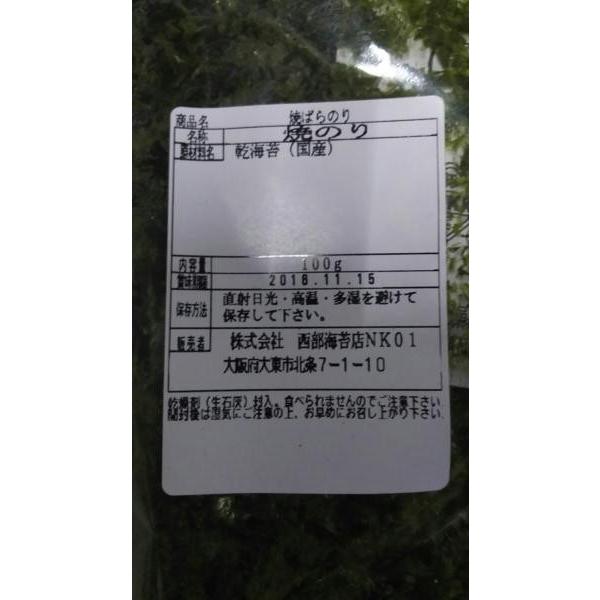 商品名 焼ばらのり
名称 焼のり
原材料名 乾海苔（国産）
内容量 100g
賞味期限 2018.11.15
保存方法 直射日光・高温・多湿を避けて
保存して下さい。
販売者 株式会社 西部海苔店NK01
大阪府大東市北条7-1-10
乾燥剤（生石灰）封入。食べられませんのでご注意下さい
開封後は湿気にご注意の上、お早めにお召し上がり下さい。